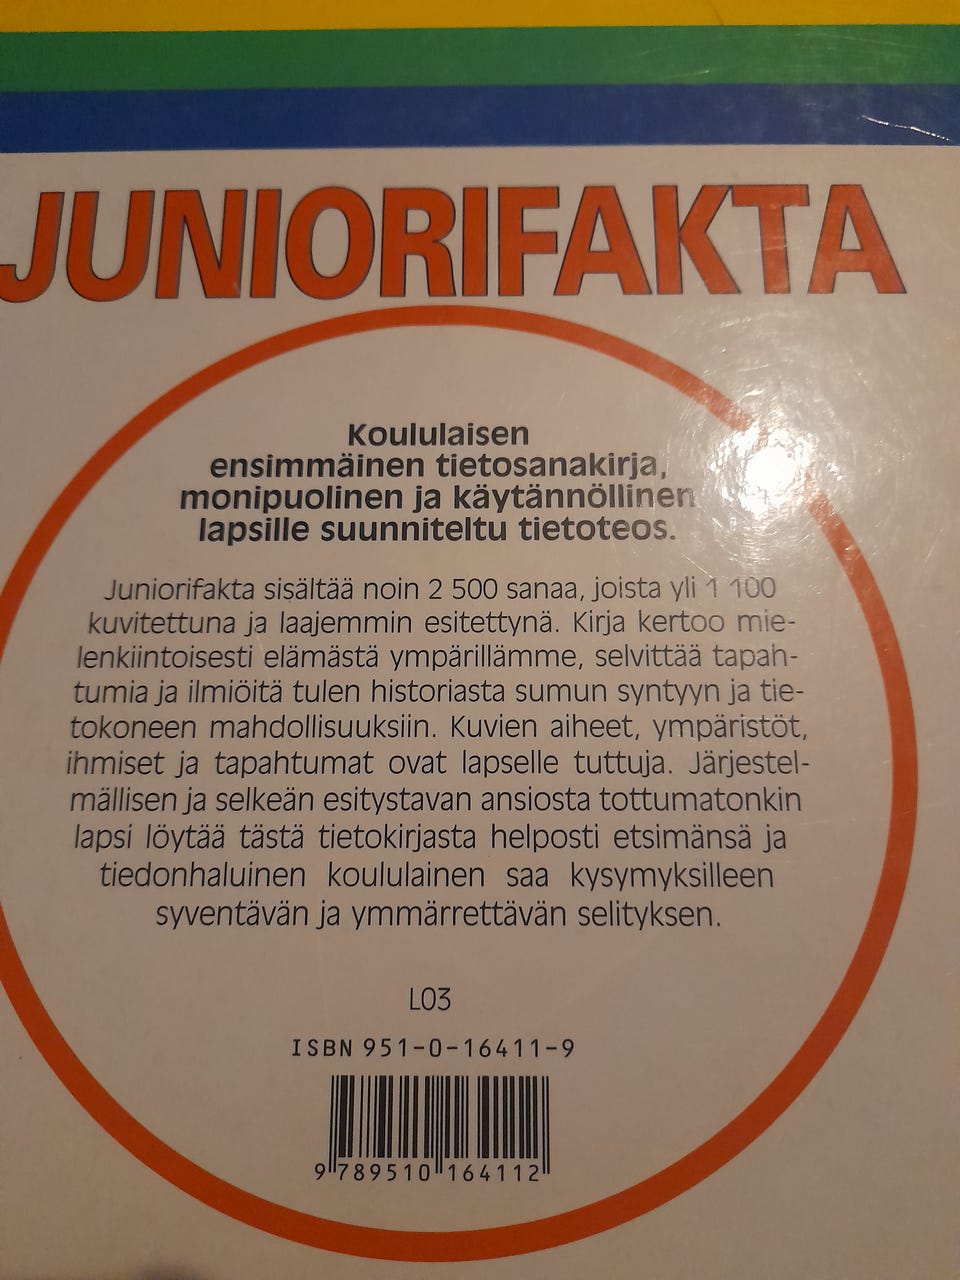 JUNIORIFAKTA
Koululaisen
ensimmäinen tietosanakirja,
monipuolinen ja käytännöllinen
lapsille suunniteltu tietoteos.
Juniorifakta sisältää noin 2 500 sanaa, joista yli 1 100
kuvitettuna ja laajemmin esitettynä. Kirja kertoo mie-
lenkiintoisesti elämästä ympärillämme, selvittää tapah-
tumia ja ilmiöitä tulen historiasta sumun syntyyn ja tie-
tokoneen mahdollisuuksiin. Kuvien aiheet, ympäristöt,
ihmiset ja tapahtumat ovat lapselle tuttuja. Järjestel-
mällisen ja selkeän esitystavan ansiosta tottumatonkin
lapsi löytää tästä tietokirjasta helposti etsimänsä ja
tiedonhaluinen koululainen saa kysymyksilleen
syventävän ja ymmärrettävän selityksen.
L03
ISBN 951-0-16411-9
9 789510 164112